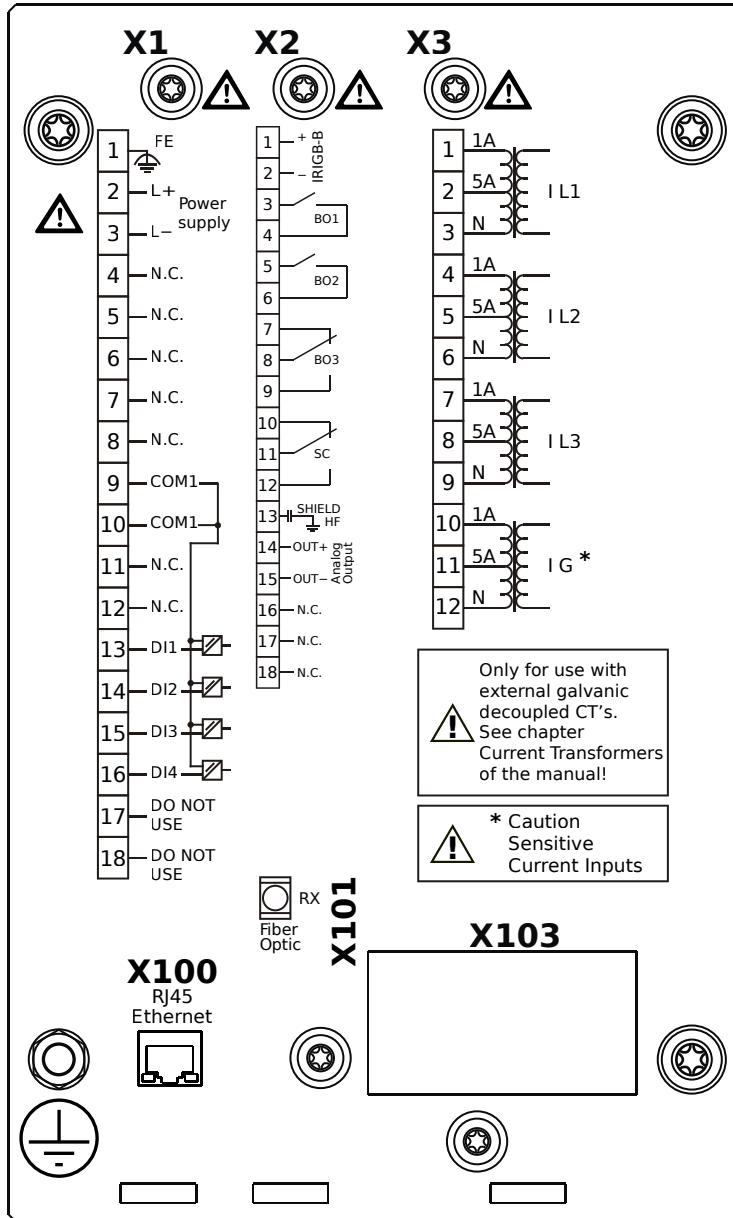 X1
X2
X3
1 FE
2 L+
3 L−
Power
supply
4 N.C.
5 N.C.
6 N.C.
7 N.C.
8 N.C.
9 COM1
10 COM1
11 N.C.
12 N.C.
13 DI1
14 DI2
15 DI3
16 DI4
17 DO NOT
USE
18 DO NOT
USE
1 +
2 −
IRIGB-B
3
4
BO1
5
6
BO2
7
8 BO3
9
10
11 SC
12
13 SHIELD
HF
14 OUT+
15 OUT−
Analog
Output
16 N.C.
17 N.C.
18 N.C.
1 1A
2 5A I L1
3 N
4 1A
5 5A I L2
6 N
7 1A
8 5A I L3
9 N
10 1A
11 5A I G *
12 N
! Only for use with
external galvanic
decoupled CT's.
See chapter
Current Transformers
of the manual!
! * Caution
Sensitive
Current Inputs
RX
Fiber
Optic
X101
X103
X100
RJ45
Ethernet